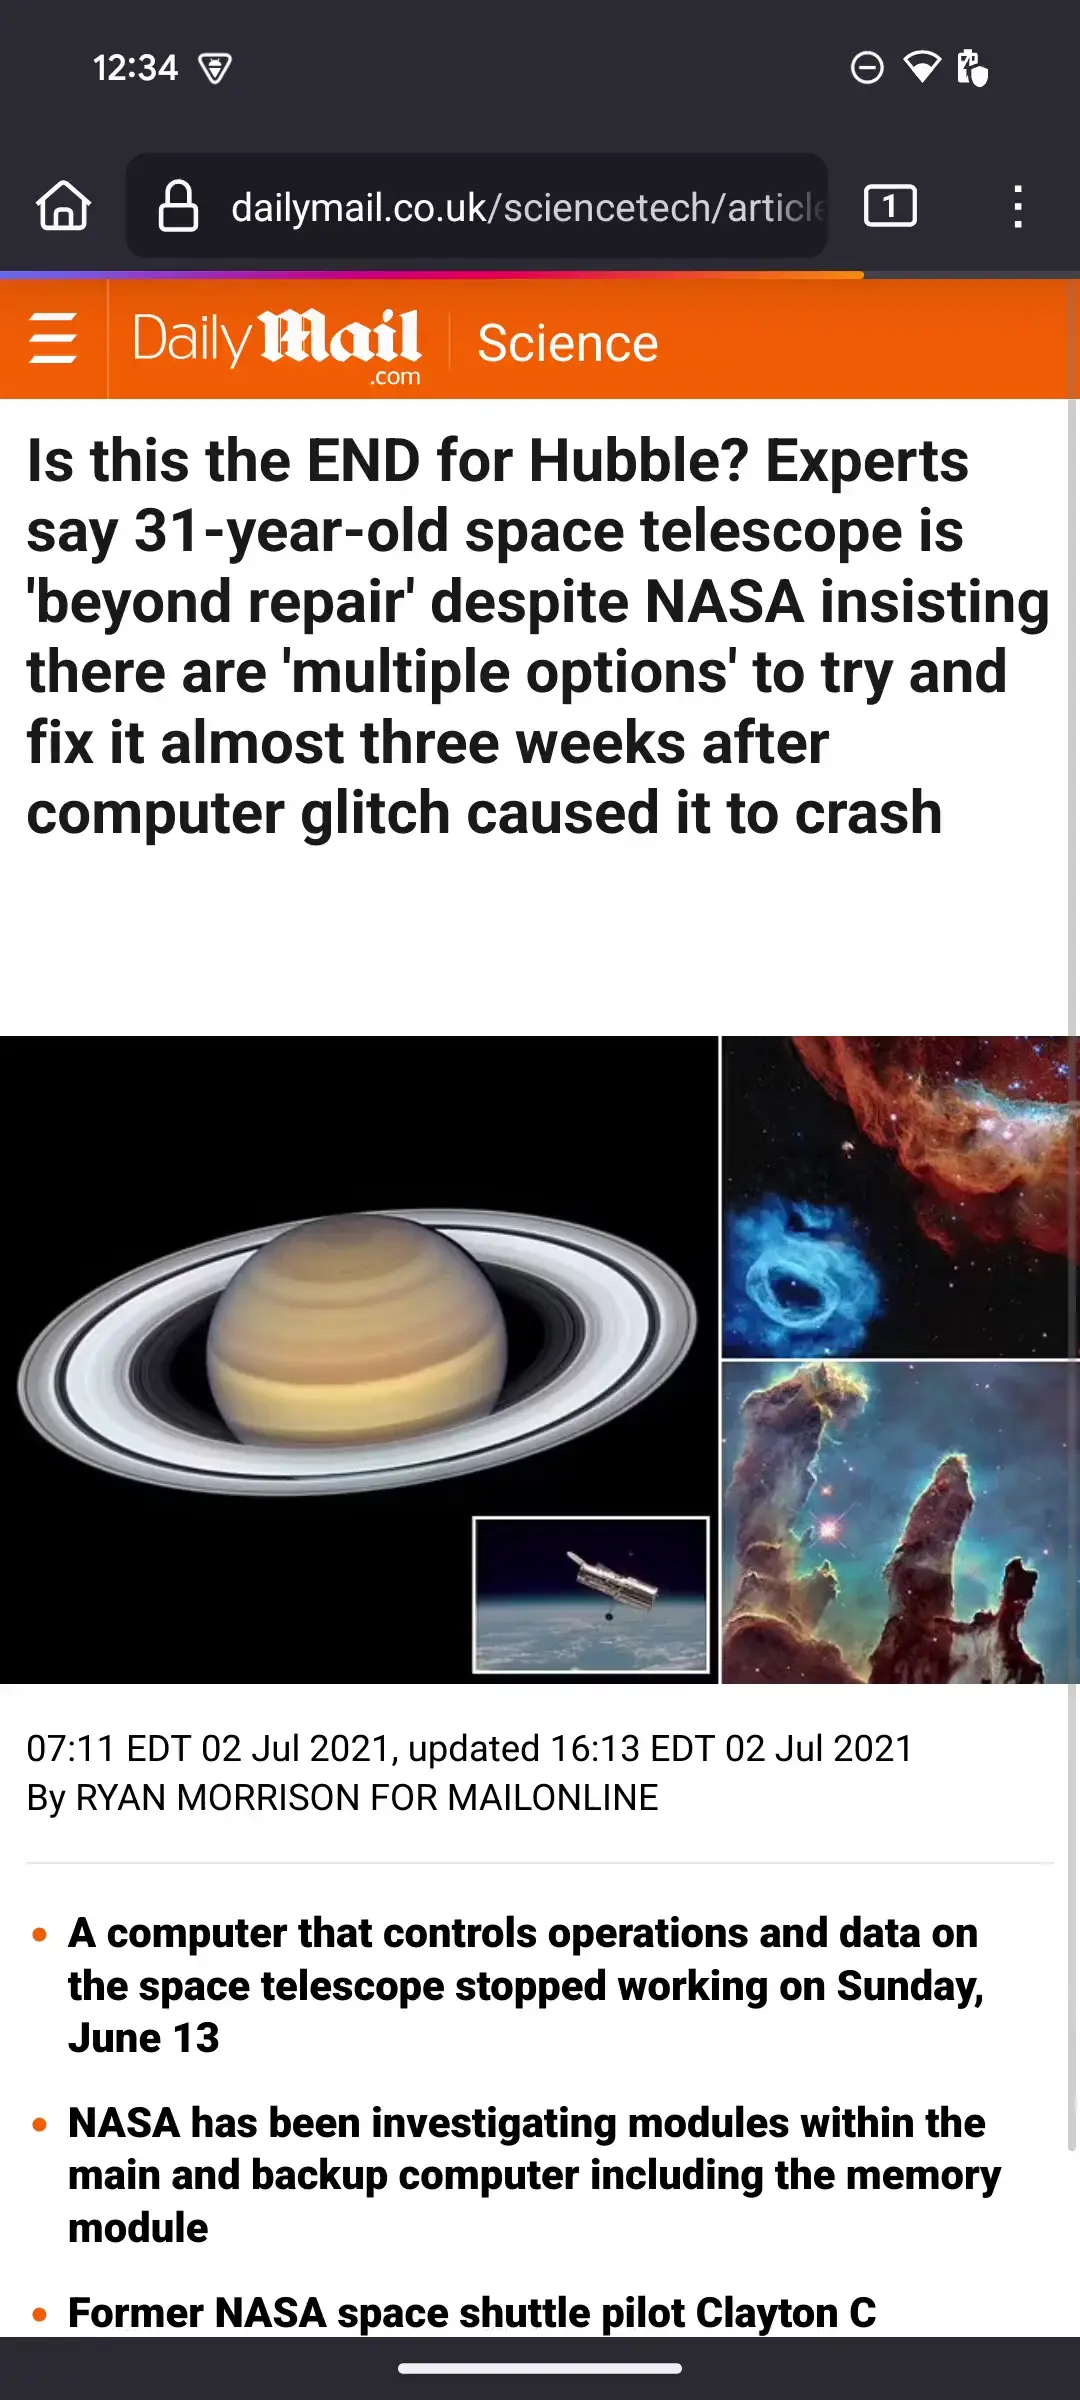 12:34
dailymail.co.uk/sciencetech/article
1
Daily Mail
.com
Science
Is this the END for Hubble? Experts
say 31-year-old space telescope is
'beyond repair' despite NASA insisting
there are 'multiple options' to try and
fix it almost three weeks after
computer glitch caused it to crash
07:11 EDT 02 Jul 2021, updated 16:13 EDT 02 Jul 2021
By RYAN MORRISON FOR MAILONLINE
• A computer that controls operations and data on
the space telescope stopped working on Sunday,
June 13
• NASA has been investigating modules within the
main and backup computer including the memory
module
• Former NASA space shuttle pilot Clayton C